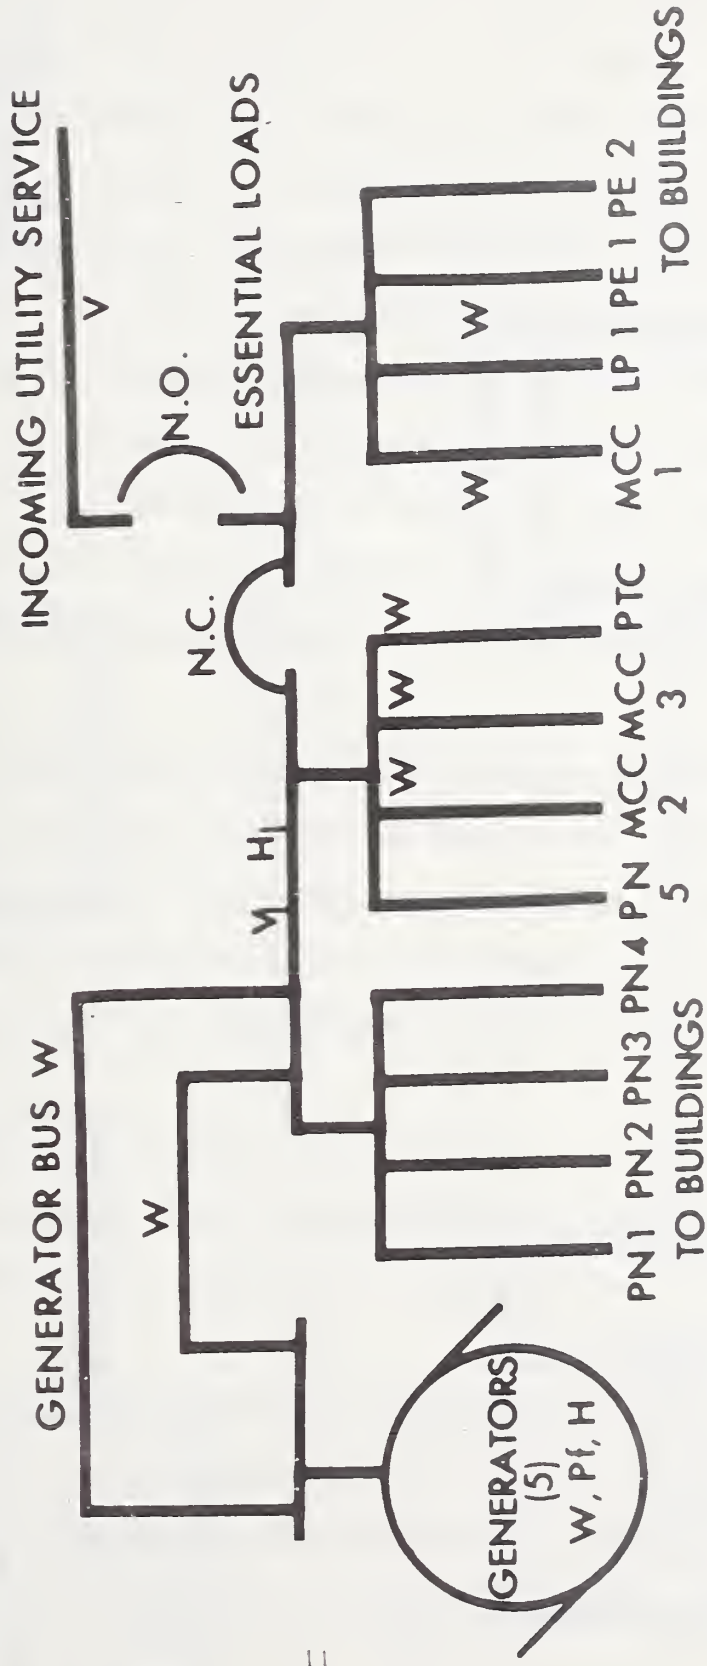 INCOMING UTILITY SERVICE
V
GENERATOR BUS W
N.O.
N.C.
ESSENTIAL LOADS
W
V H
W W W W W
PN1 PN2 PN3 PN4 PN MCC MCC PTC MCC LP 1 PE 1 PE 2
5 2 3 1
TO BUILDINGS TO BUILDINGS
GENERATORS
(5)
W, Pf, H